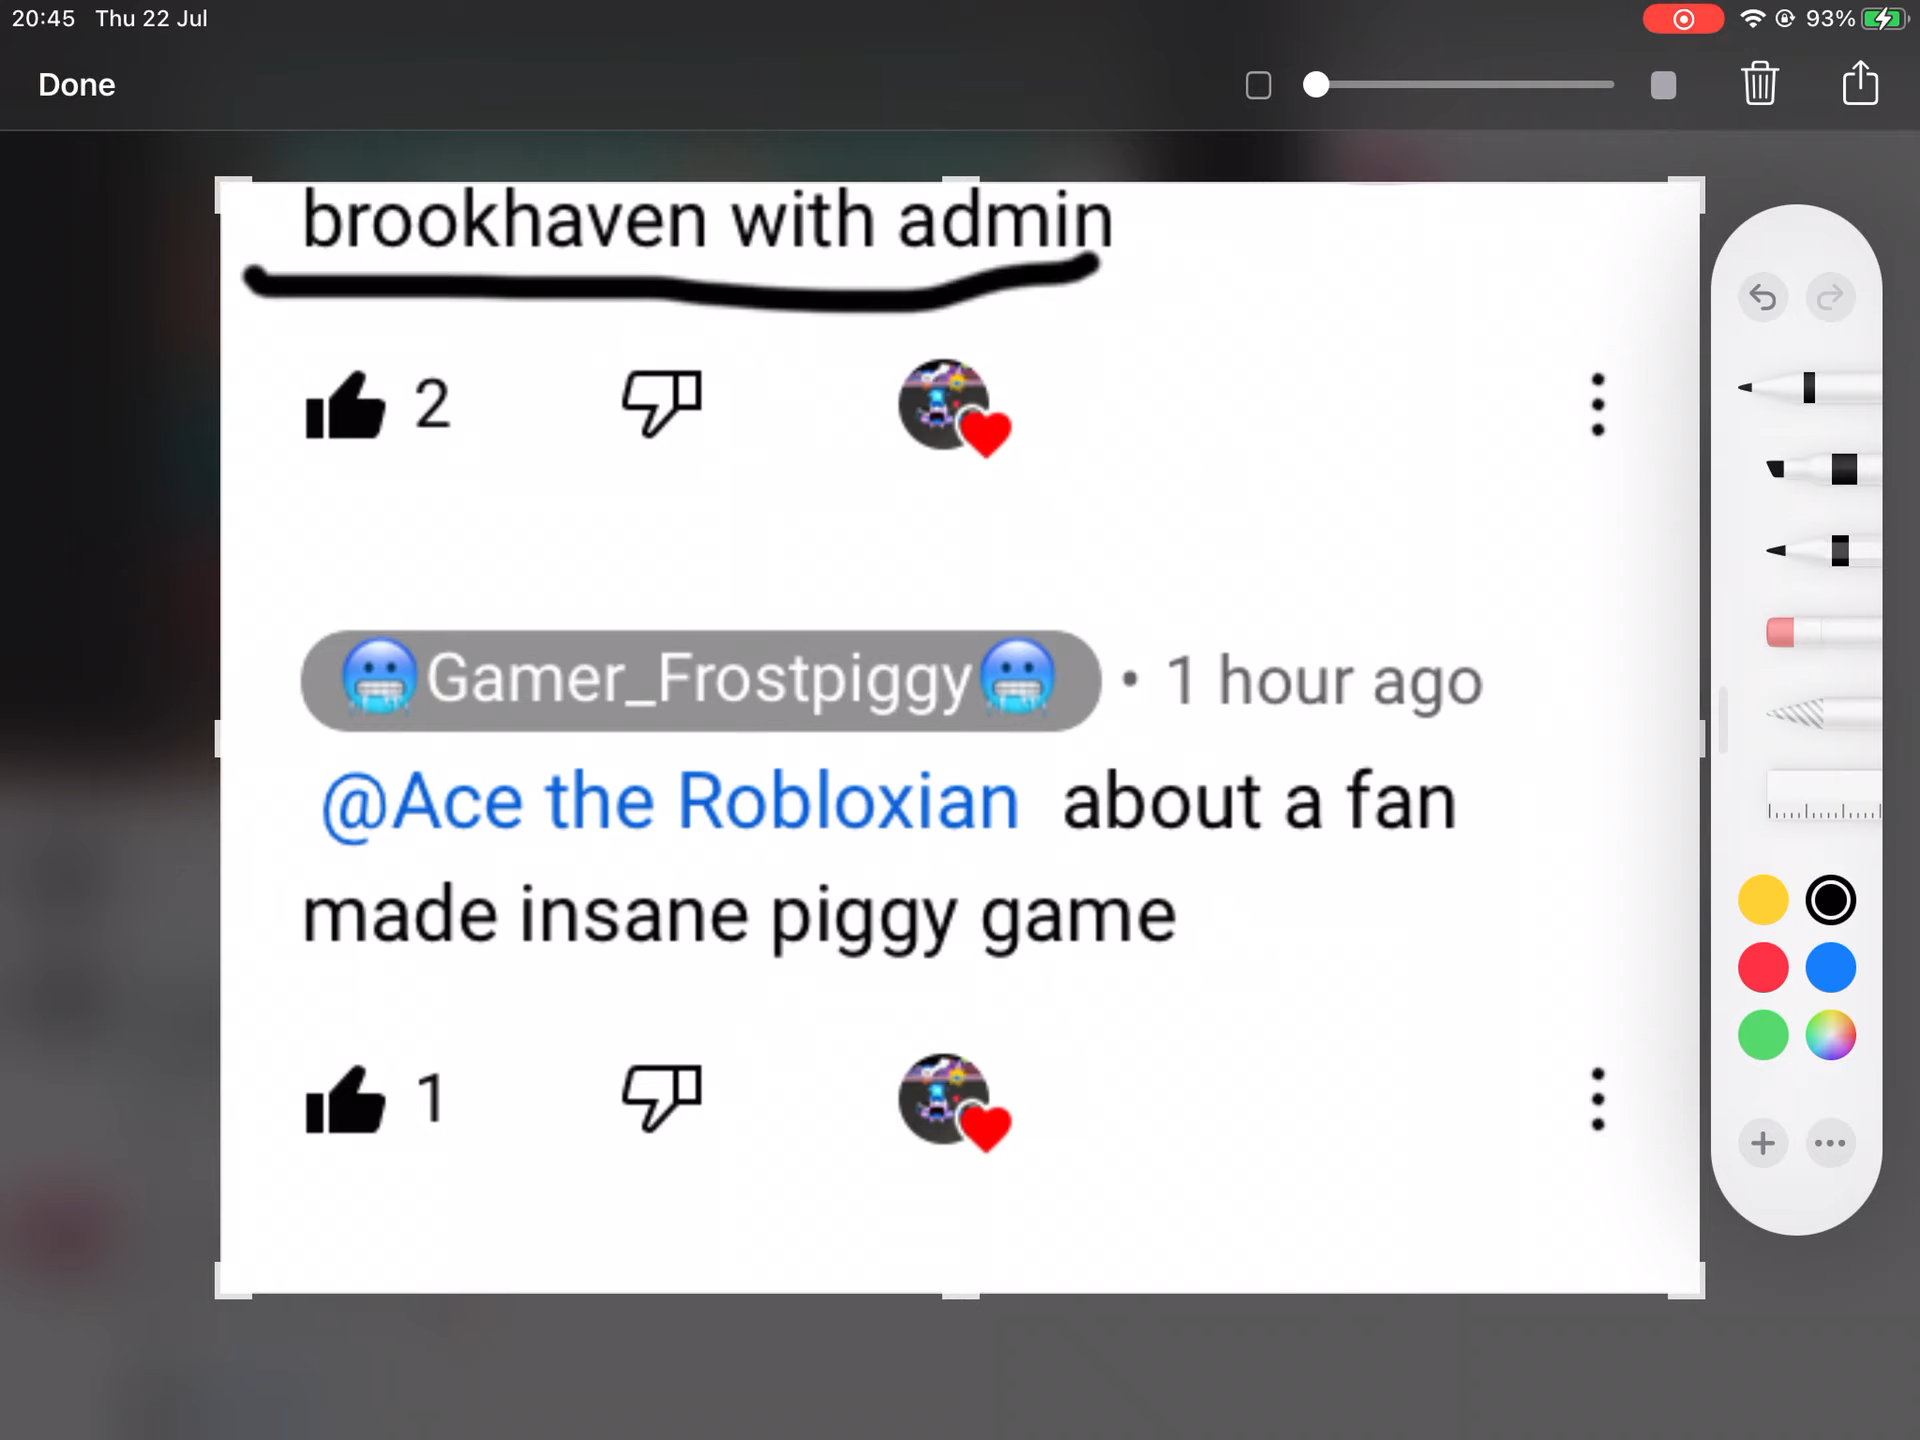 20:45 Thu 22 Jul 93%
Done
brookhaven with admin
2
🥶Gamer_Frostpiggy🥶 • 1 hour ago
@Ace the Robloxian about a fan
made insane piggy game
1